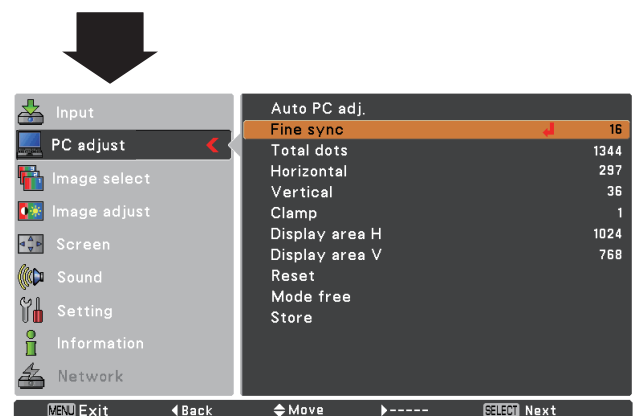 Input
PC adjust
Image select
Image adjust
Screen
Sound
Setting
Information
Network
Auto PC adj.
Fine sync 16
Total dots 1344
Horizontal 297
Vertical 36
Clamp 1
Display area H 1024
Display area V 768
Reset
Mode free
Store
MENU Exit ◀Back ◆Move ▶----- SELECT Next